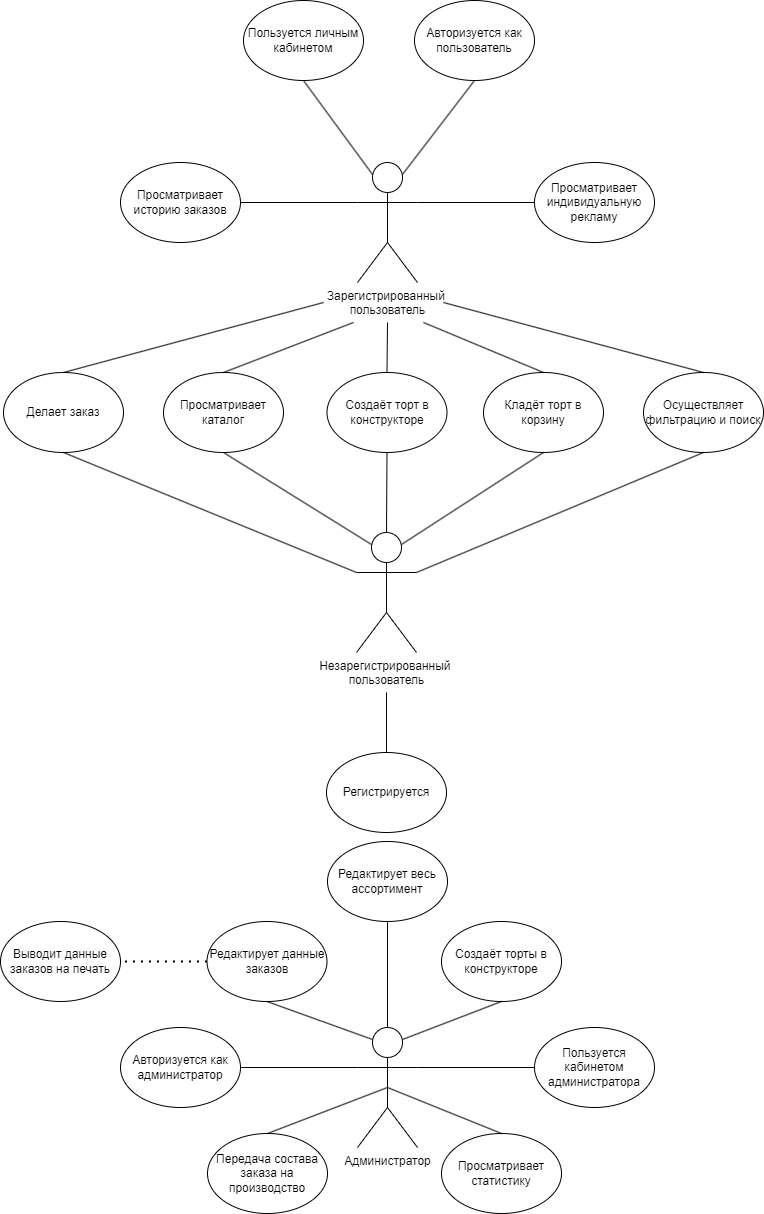 Пользуется личным
кабинетом
Авторизуется как
пользователь
Просматривает
историю заказов
Просматривает
индивидуальную
рекламу
Зарегистрированный
пользователь
Делает заказ
Просматривает
каталог
Создаёт торт в
конструкторе
Кладёт торт в
корзину
Осуществляет
фильтрацию и поиск
Незарегистрированный
пользователь
Регистрируется
Редактирует весь
ассортимент
Выводит данные
заказов на печать
Редактирует данные
заказов
Создаёт торты в
конструкторе
Авторизуется как
администратор
Пользуется
кабинетом
администратора
Передача состава
заказа на
производство
Администратор
Просматривает
статистику